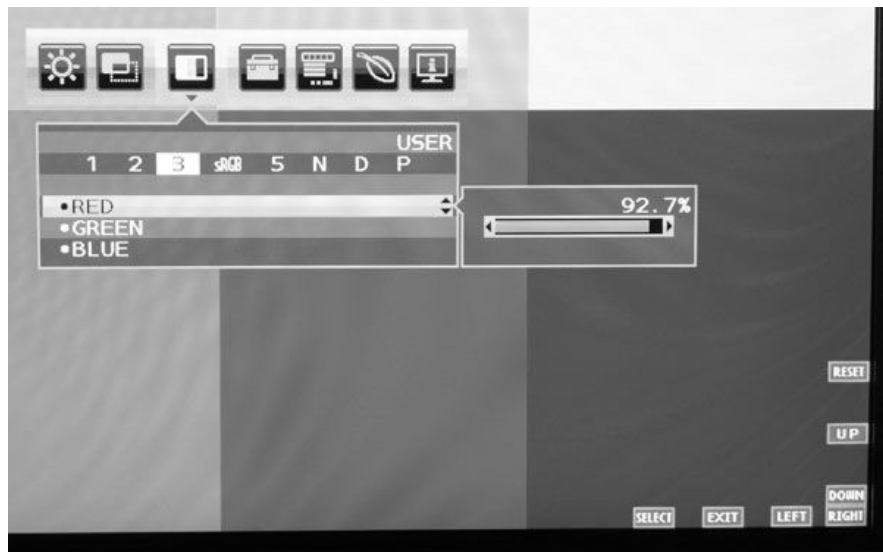 USER
1 2 3 sRGB 5 N D P
•RED
92.7%
•GREEN
•BLUE
RESET
UP
DOWN
SELECT EXIT LEFT RIGHT